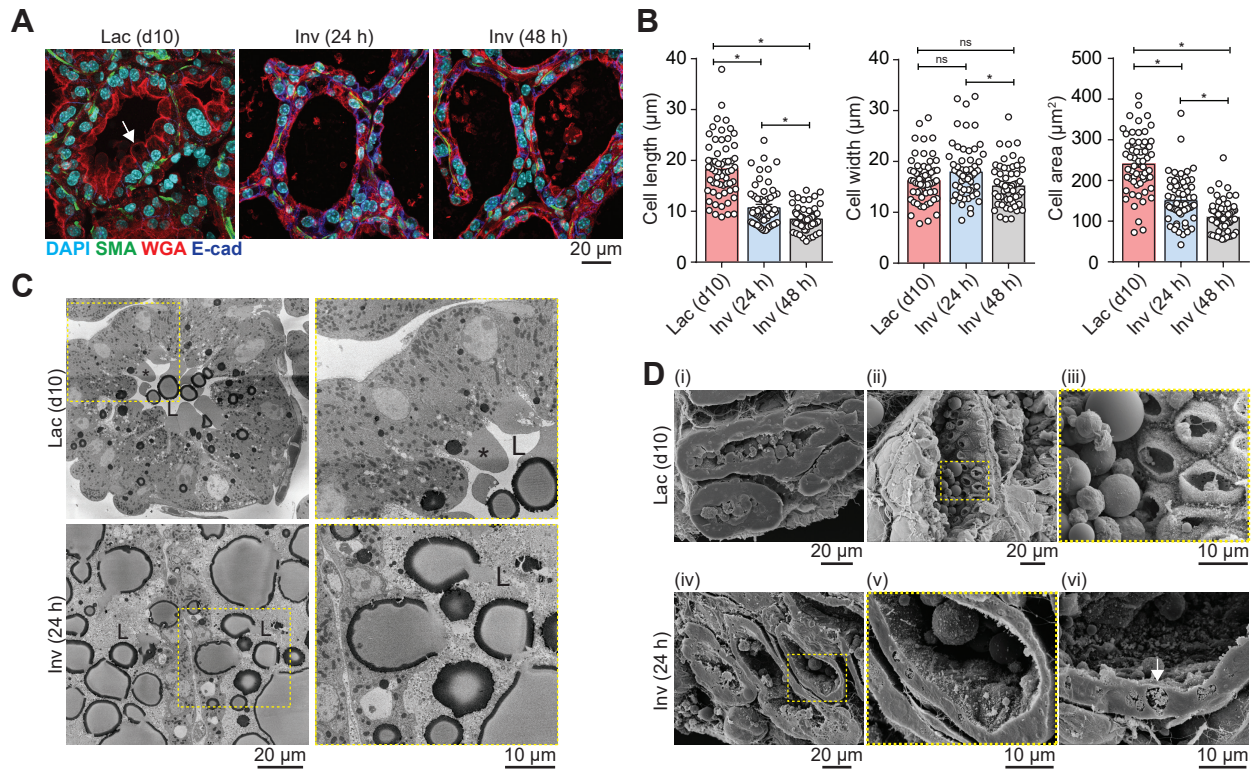 A
Lac (d10)
Inv (24 h)
Inv (48 h)
DAPI SMA WGA E-cad
20 µm
B
Cell length (µm)
40
30
20
10
0
*
*
*
Lac (d10)
Inv (24 h)
Inv (48 h)
Cell width (µm)
40
30
20
10
0
ns
ns
*
Lac (d10)
Inv (24 h)
Inv (48 h)
Cell area (µm²)
500
400
300
200
100
0
*
*
*
Lac (d10)
Inv (24 h)
Inv (48 h)
C
Lac (d10)
*
L
*
L
Inv (24 h)
L
L
L
20 µm
10 µm
D
(i)
(ii)
(iii)
Lac (d10)
20 µm
20 µm
10 µm
(iv)
(v)
(vi)
Inv (24 h)
20 µm
10 µm
10 µm